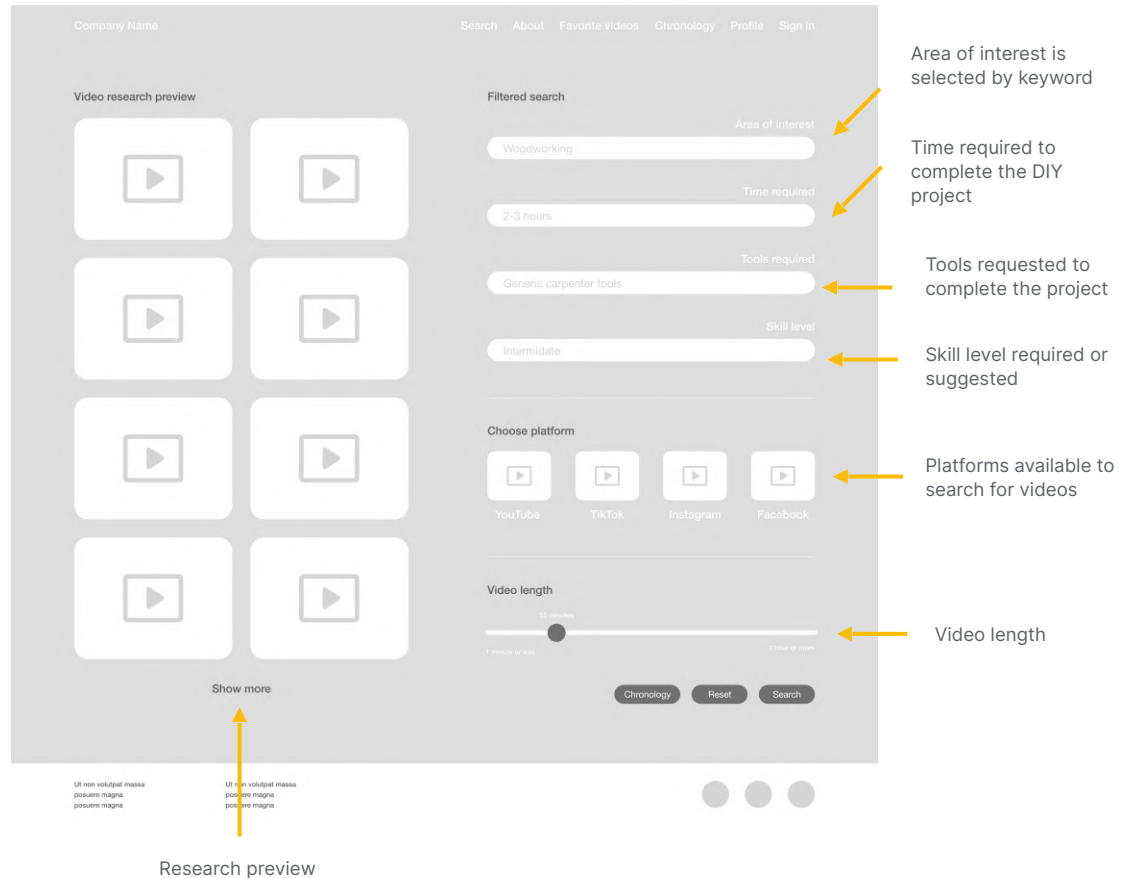 Company Name
Search About Favorite videos Chronology Profile Sign in
Video research preview
Show more
Filtered search
Area of interest
Woodworking
Time required
2-3 hours
Tools required
Generic carpenter tools
Skill level
Intermidate
Choose platform
YouTube TikTok Instagram Facebook
Video length
15 minutes
1 minute or less
1 hour or more
Chronology Reset Search
Area of interest is
selected by keyword
Time required to
complete the DIY
project
Tools requested to
complete the project
Skill level required or
suggested
Platforms available to
search for videos
Video length
Ut non volutpat massa
posuere magna
posuere magna
Ut non volutpat massa
posuere magna
posuere magna
Research preview